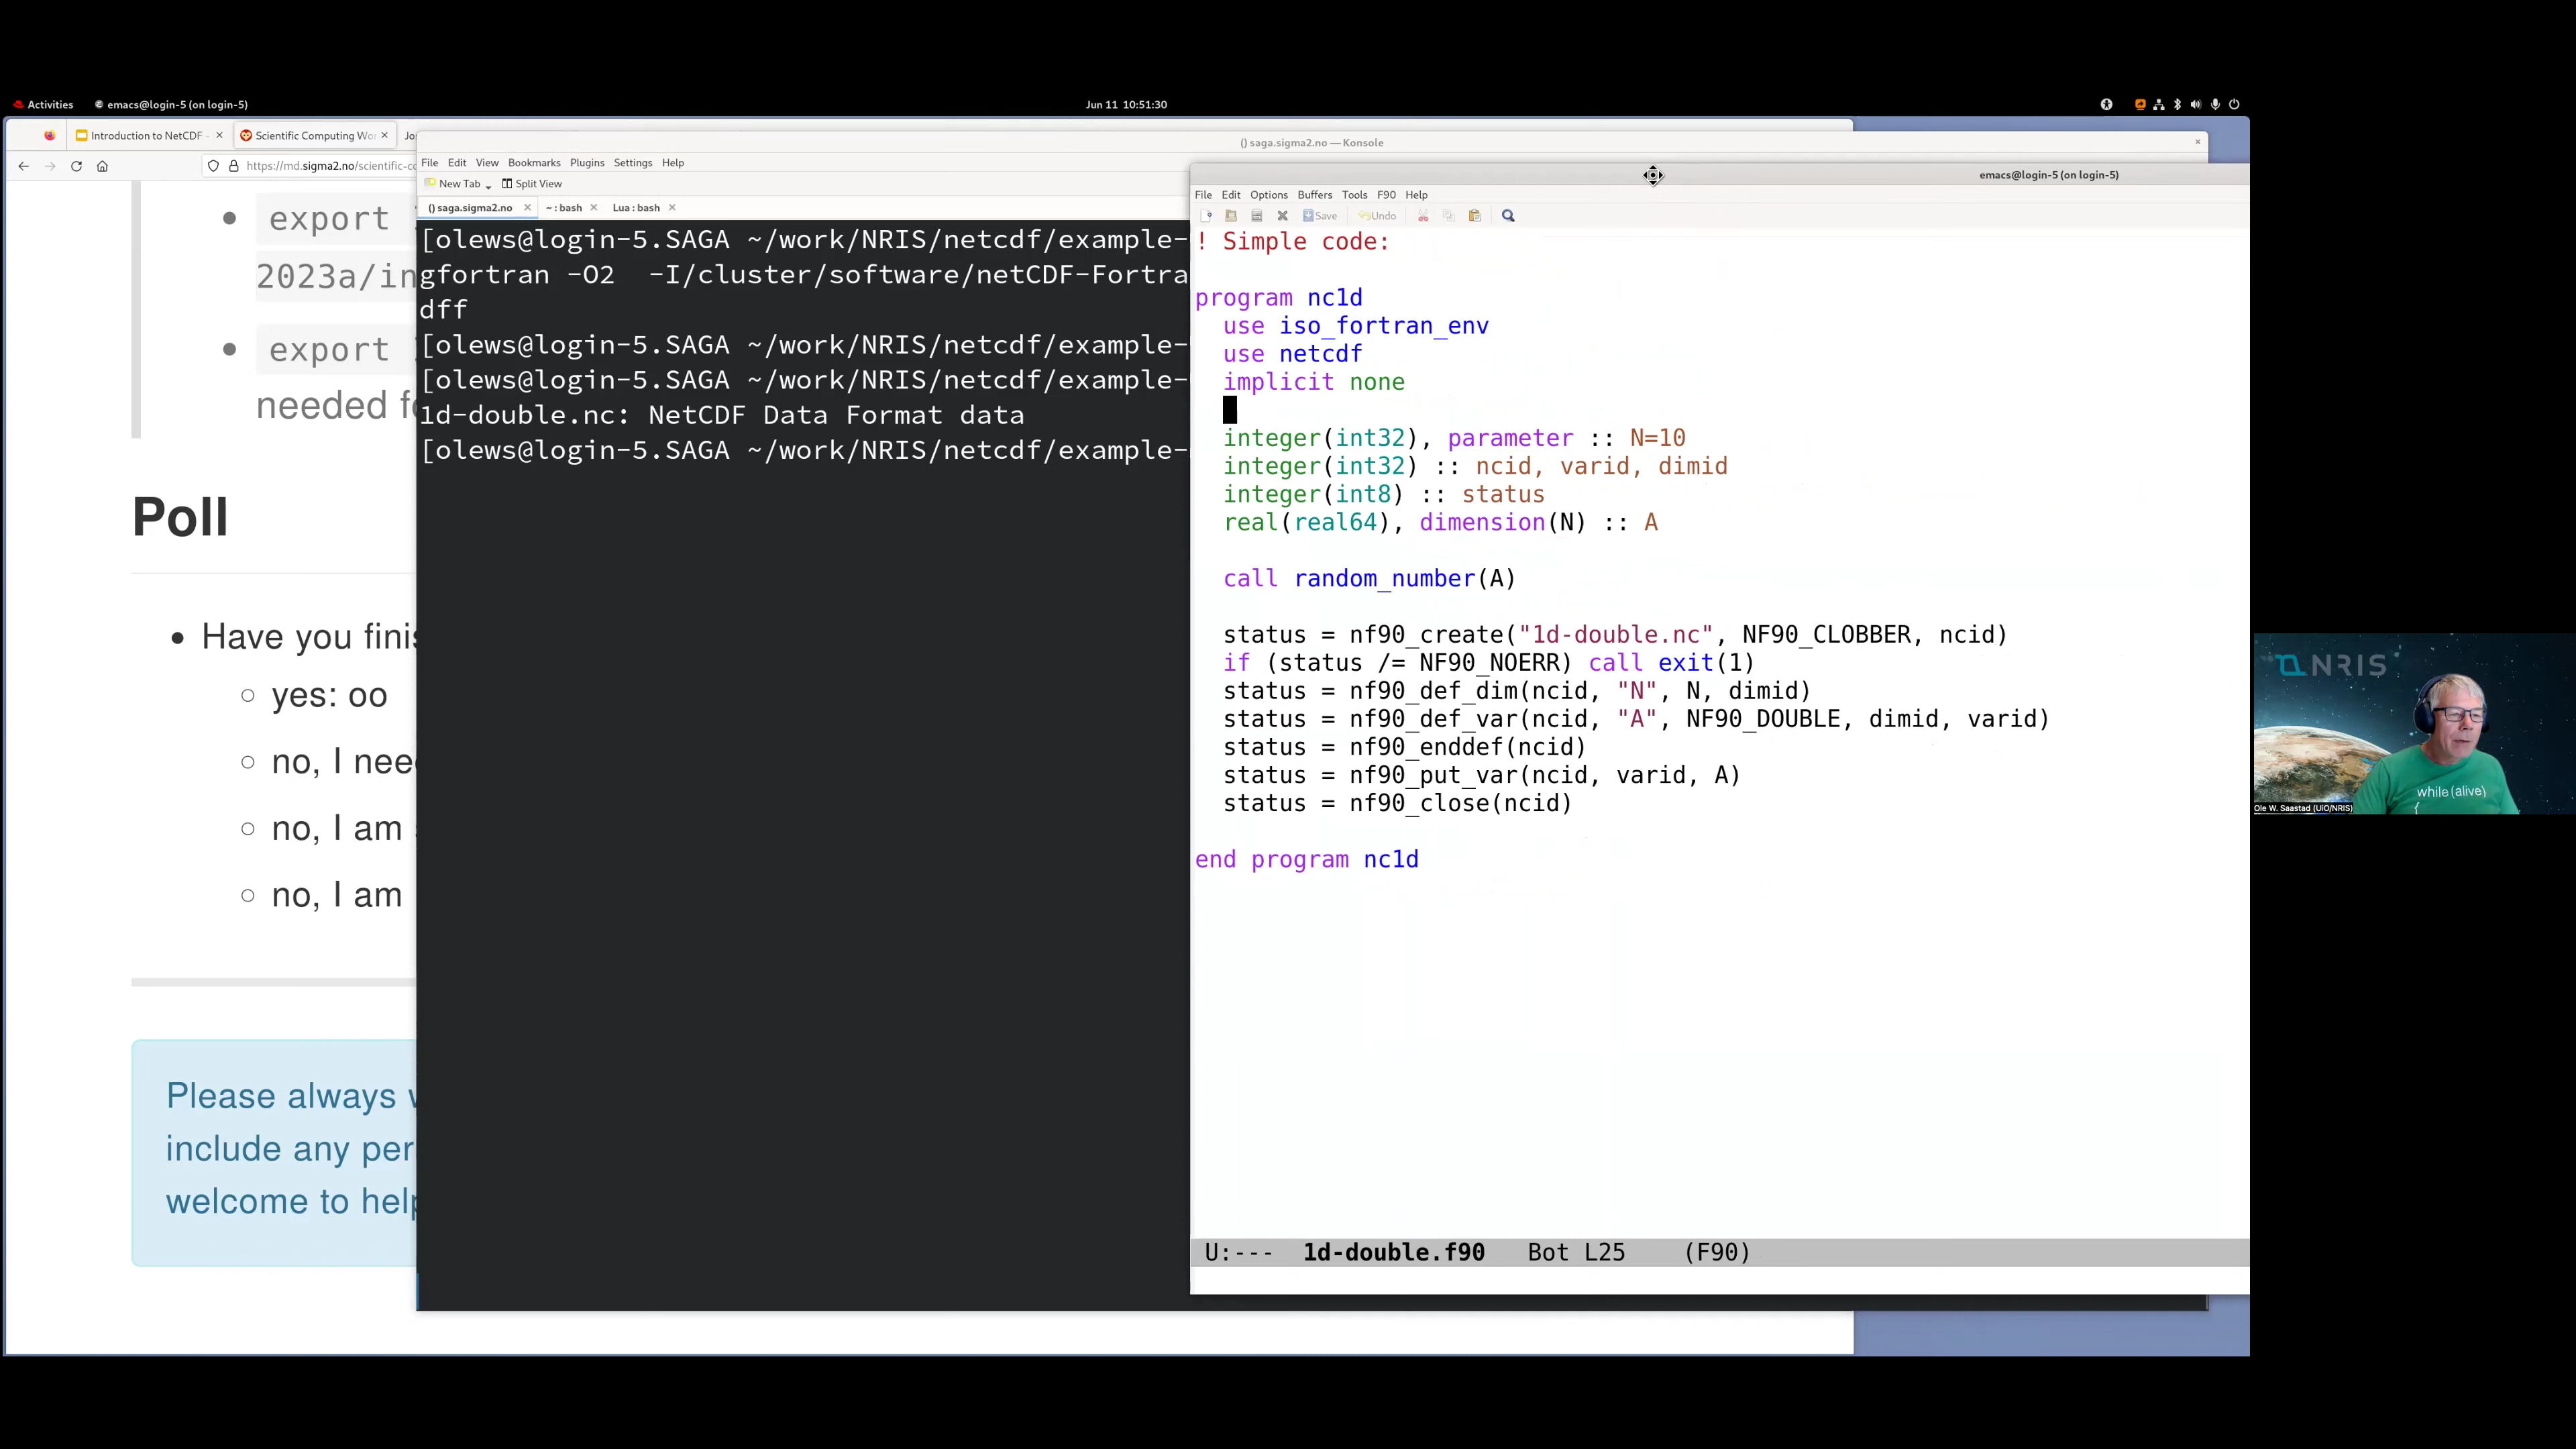 Activities emacs@login-5 (on login-5) Jun 11 10:51:30
Introduction to NetCDF - Scientific Computing Wor
https://md.sigma2.no/scientific-co
export
2023a/in
export
needed fo
Poll
Have you finis
yes: oo
no, I need
no, I am
no, I am
Please always w
include any per
welcome to help
() saga.sigma2.no — Konsole
File Edit View Bookmarks Plugins Settings Help
New Tab Split View
() saga.sigma2.no ~ : bash Lua : bash
[olews@login-5.SAGA ~/work/NRIS/netcdf/example-
gfortran -O2 -I/cluster/software/netCDF-Fortra
dff
[olews@login-5.SAGA ~/work/NRIS/netcdf/example-
[olews@login-5.SAGA ~/work/NRIS/netcdf/example-
1d-double.nc: NetCDF Data Format data
[olews@login-5.SAGA ~/work/NRIS/netcdf/example-
emacs@login-5 (on login-5)
File Edit Options Buffers Tools F90 Help
Save Undo
! Simple code:
program nc1d
use iso_fortran_env
use netcdf
implicit none
integer(int32), parameter :: N=10
integer(int32) :: ncid, varid, dimid
integer(int8) :: status
real(real64), dimension(N) :: A
call random_number(A)
status = nf90_create("1d-double.nc", NF90_CLOBBER, ncid)
if (status /= NF90_NOERR) call exit(1)
status = nf90_def_dim(ncid, "N", N, dimid)
status = nf90_def_var(ncid, "A", NF90_DOUBLE, dimid, varid)
status = nf90_enddef(ncid)
status = nf90_put_var(ncid, varid, A)
status = nf90_close(ncid)
end program nc1d
U:--- 1d-double.f90 Bot L25 (F90)
NRIS
while (alive)
{
Ole W. Saastad (UiO/NRIS)